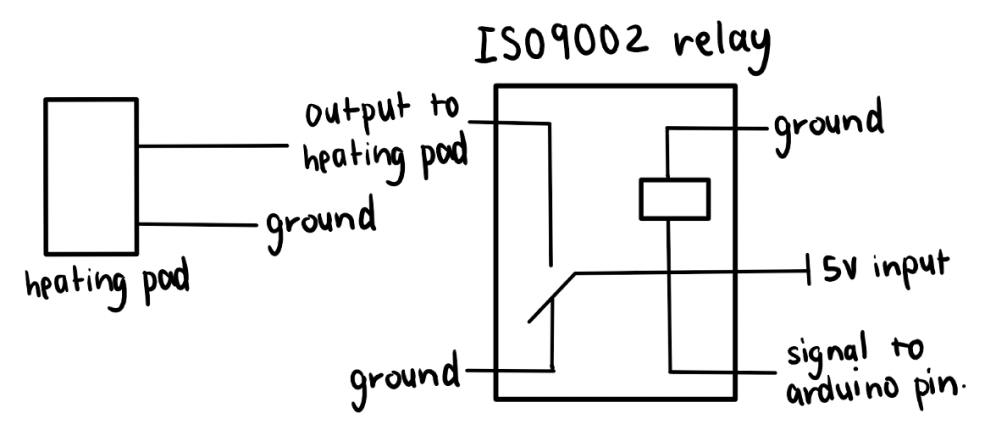 ISO9002 relay
output to
heating pad
ground
heating pad
ground
ground
5V input
signal to
arduino pin.